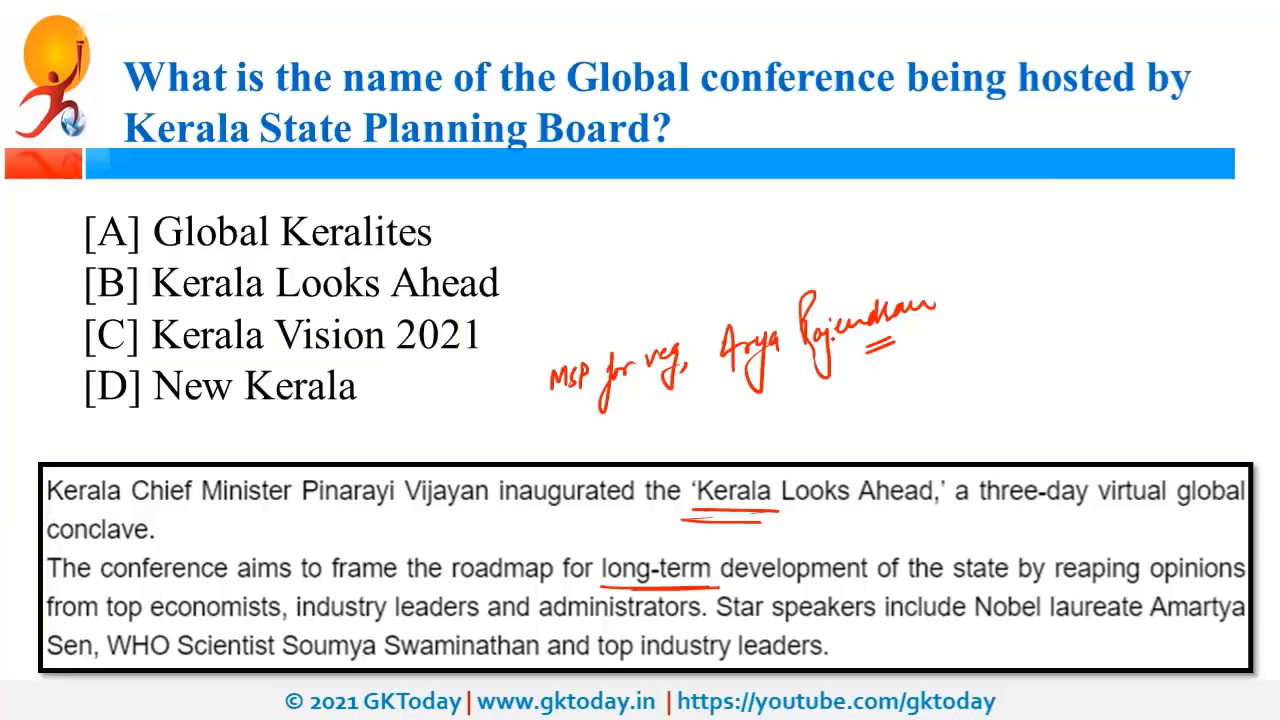 What is the name of the Global conference being hosted by
Kerala State Planning Board?
[A] Global Keralites
[B] Kerala Looks Ahead
[C] Kerala Vision 2021
[D] New Kerala
MSP for veg, Arya Rajendran
Kerala Chief Minister Pinarayi Vijayan inaugurated the ‘Kerala Looks Ahead,’ a three-day virtual global
conclave.
The conference aims to frame the roadmap for long-term development of the state by reaping opinions
from top economists, industry leaders and administrators. Star speakers include Nobel laureate Amartya
Sen, WHO Scientist Soumya Swaminathan and top industry leaders.
© 2021 GKToday | www.gktoday.in | https://youtube.com/gktoday